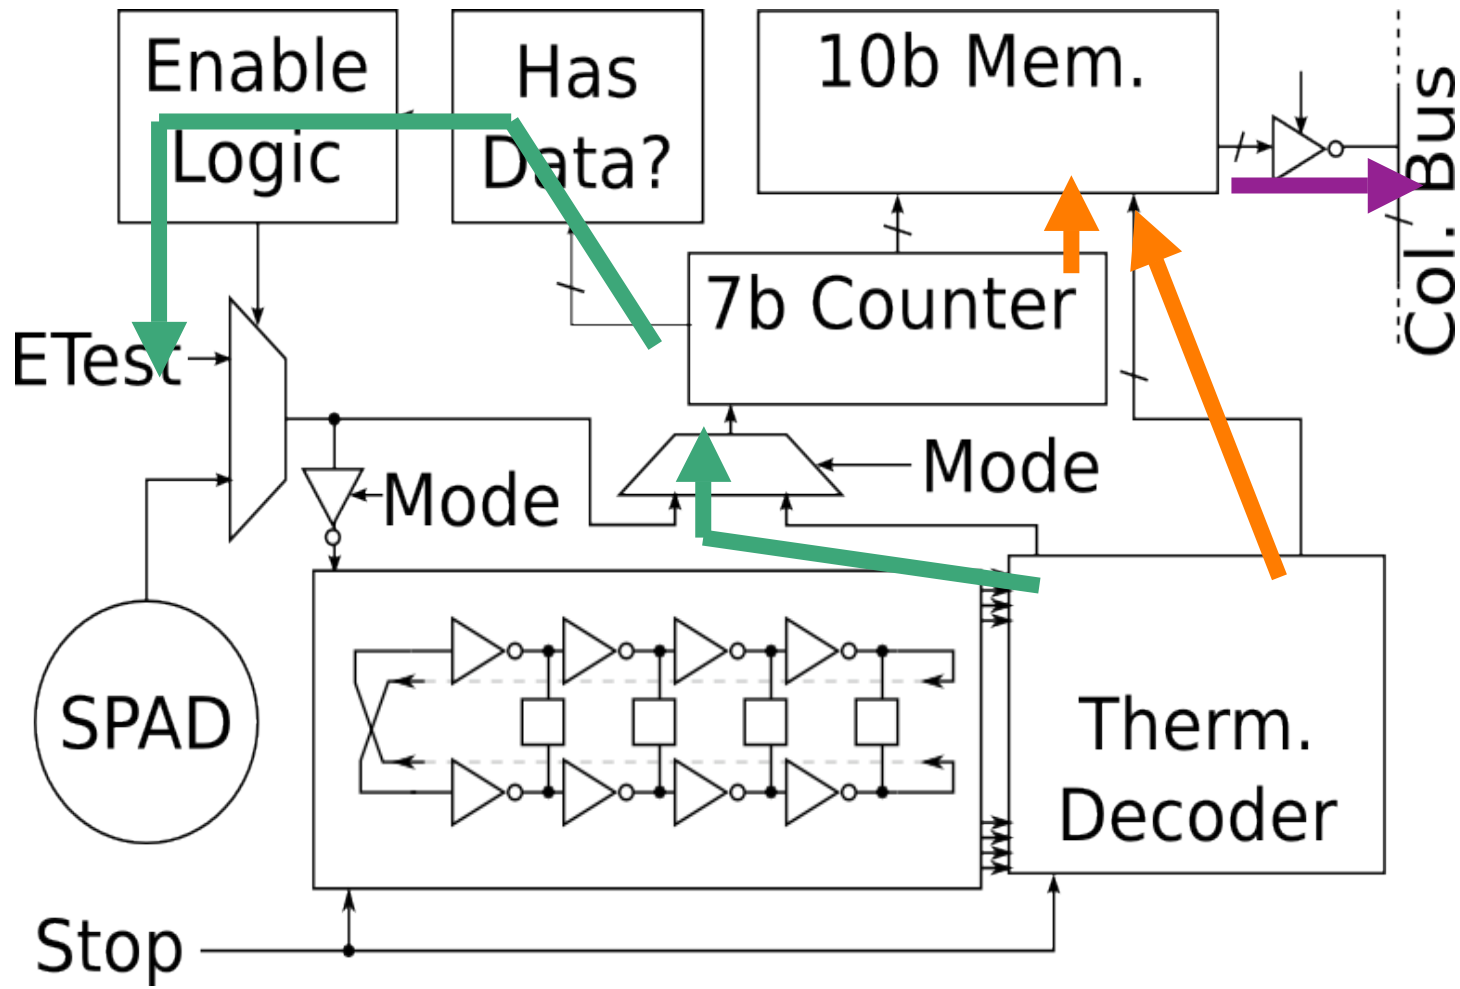 Enable
Logic
Has
Data?
10b Mem.
Col. Bus
7b Counter
ETest
Mode
Mode
SPAD
Therm.
Decoder
Stop